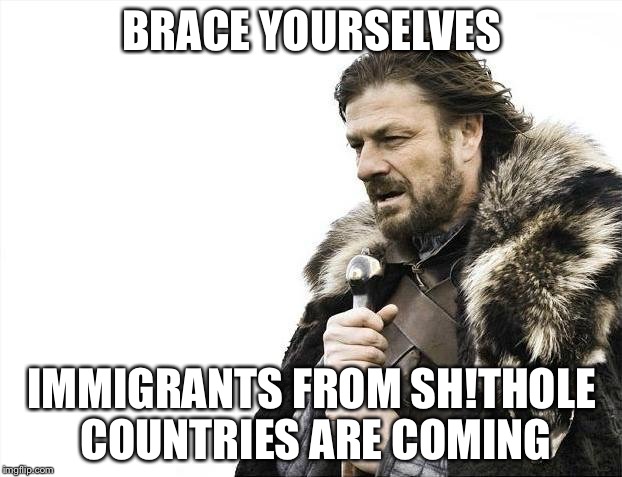 BRACE YOURSELVES
IMMIGRANTS FROM SH!THOLE
COUNTRIES ARE COMING
imgflip.com